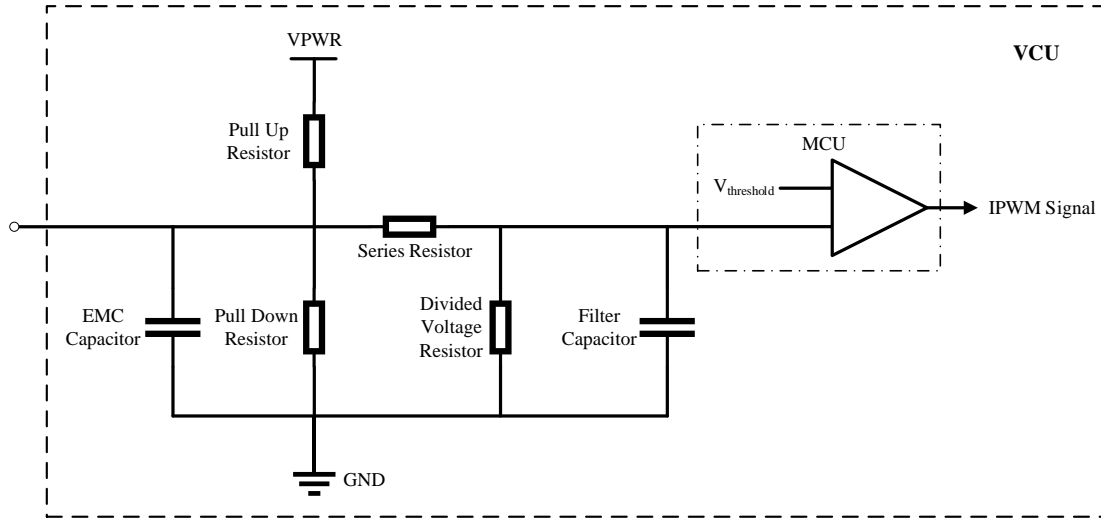 VPWR
VCU
Pull Up
Resistor
MCU
Vthreshold
IPWM Signal
Series Resistor
EMC
Capacitor
Pull Down
Resistor
Divided
Voltage
Resistor
Filter
Capacitor
GND